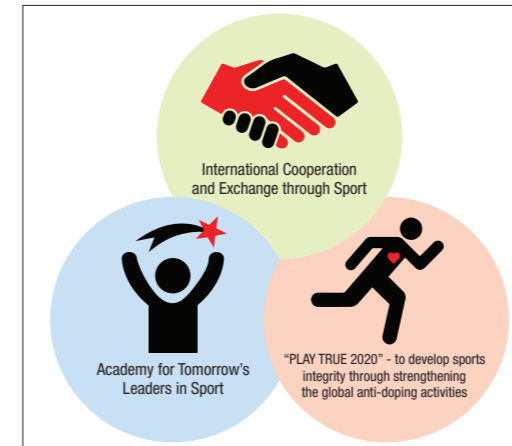 International Cooperation
and Exchange through Sport
Academy for Tomorrow's
Leaders in Sport
“PLAY TRUE 2020” - to develop sports
integrity through strengthening
the global anti-doping activities